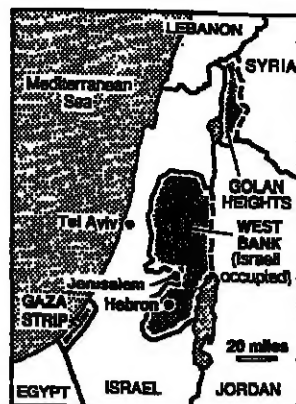 LEBANON
SYRIA
Mediterranean
Sea
GOLAN
HEIGHTS
Tel Aviv
WEST
BANK
(Israeli
occupied)
Jerusalem
Hebron
GAZA
STRIP
20 miles
EGYPT
ISRAEL
JORDAN